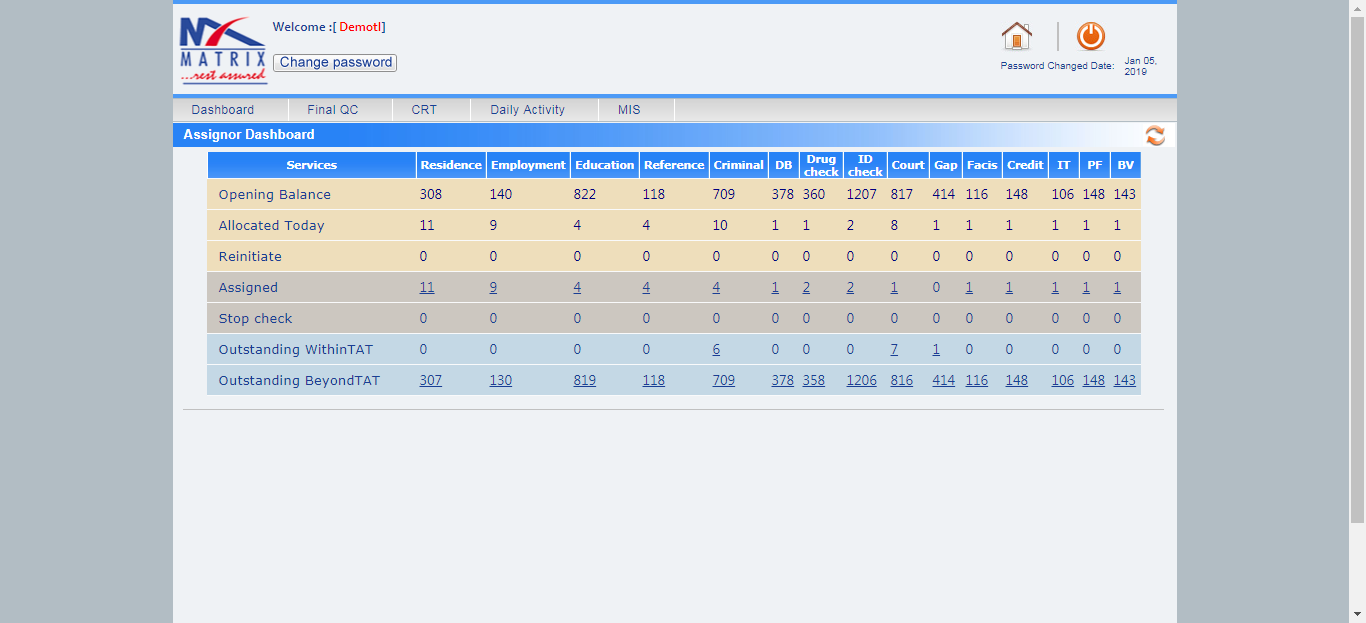 Welcome :[ Demotl]
MATRIX
...rest assured
Change password
Password Changed Date: Jan 05, 2019
Dashboard Final QC CRT Daily Activity MIS
Assignor Dashboard
Services Residence Employment Education Reference Criminal DB Drug check ID check Court Gap Facis Credit IT PF BV
Opening Balance 308 140 822 118 709 378 360 1207 817 414 116 148 106 148 143
Allocated Today 11 9 4 4 10 1 1 2 8 1 1 1 1 1 1
Reinitiate 0 0 0 0 0 0 0 0 0 0 0 0 0 0 0
Assigned 11 9 4 4 4 1 2 2 1 0 1 1 1 1 1
Stop check 0 0 0 0 0 0 0 0 0 0 0 0 0 0 0
Outstanding WithinTAT 0 0 0 0 6 0 0 0 7 1 0 0 0 0 0
Outstanding BeyondTAT 307 130 819 118 709 378 358 1206 816 414 116 148 106 148 143